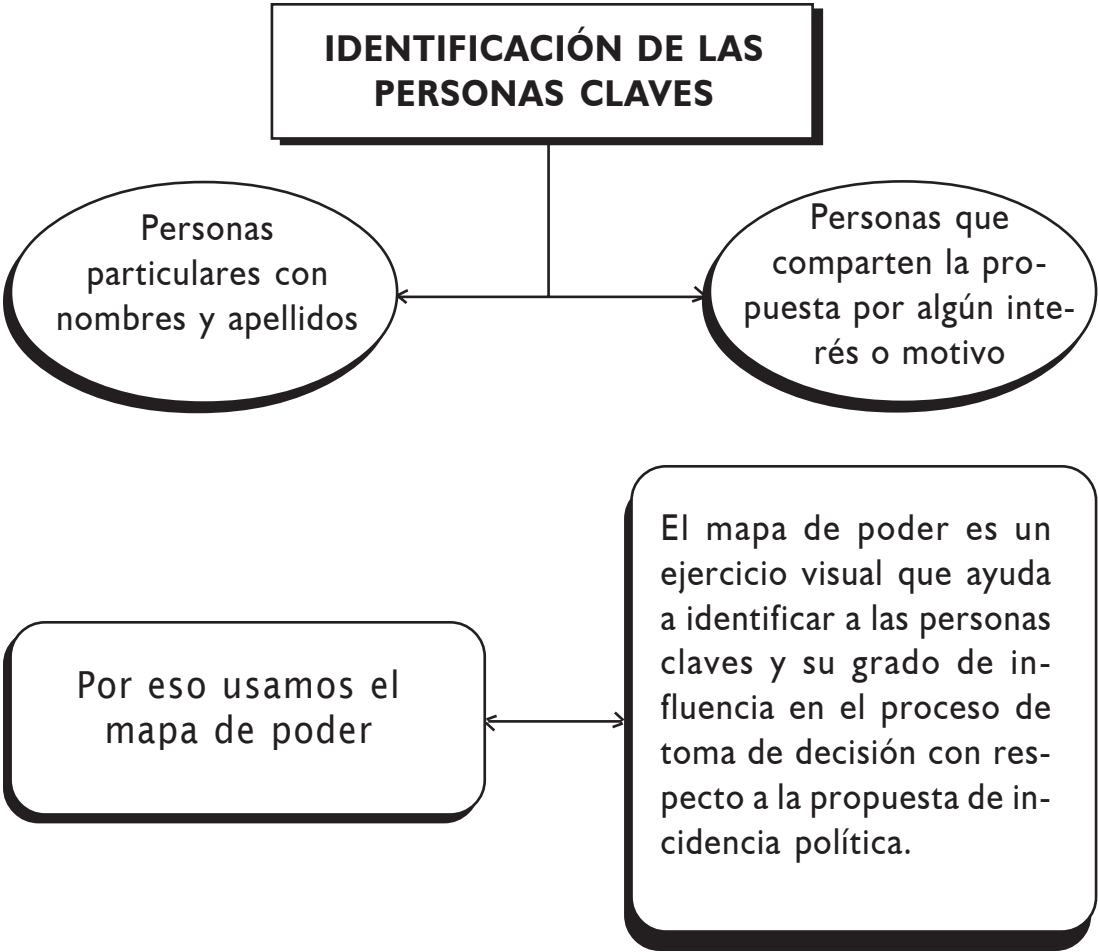 IDENTIFICACIÓN DE LAS
PERSONAS CLAVES
Personas
particulares con
nombres y apellidos
Personas que
comparten la pro-
puesta por algún inte-
rés o motivo
Por eso usamos el
mapa de poder
El mapa de poder es un
ejercicio visual que ayuda
a identificar a las personas
claves y su grado de in-
fluencia en el proceso de
toma de decisión con res-
pecto a la propuesta de in-
cidencia política.